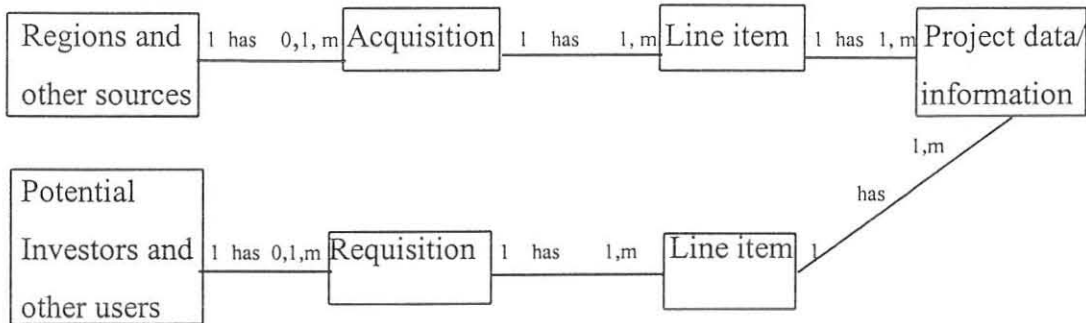 Regions and
other sources
1 has 0,1, m
Acquisition
1 has 1, m
Line item
1 has 1, m
Project data/
information
1,m
has
1
Potential
Investors and
other users
1 has 0,1,m
Requisition
1 has 1,m
Line item